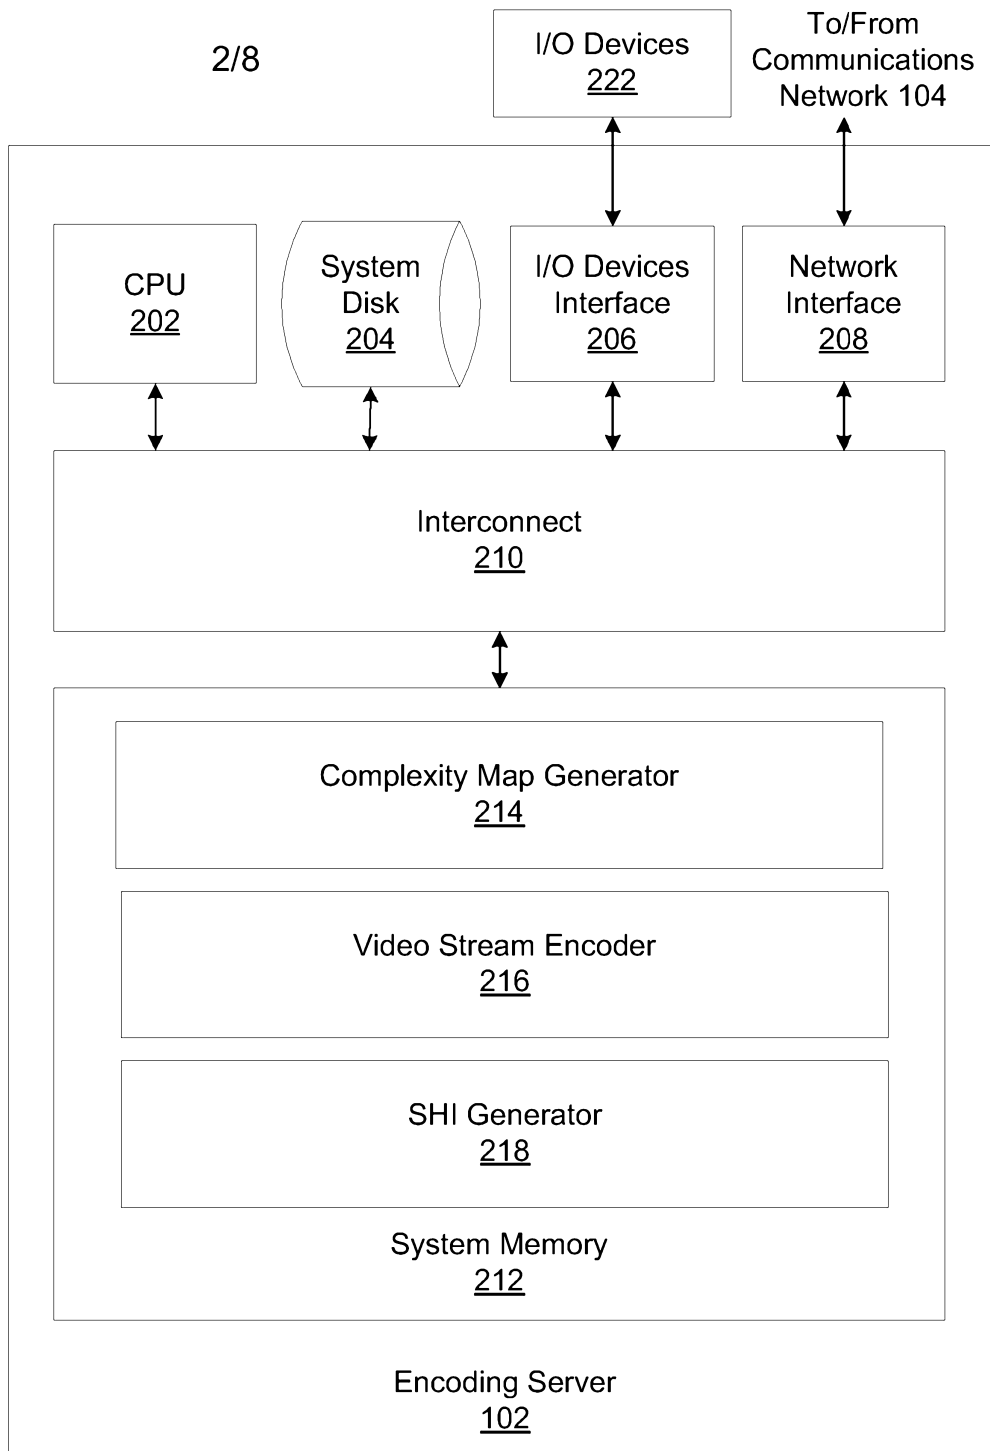 2/8
I/O Devices
222
To/From
Communications
Network 104
CPU
202
System
Disk
204
I/O Devices
Interface
206
Network
Interface
208
Interconnect
210
Complexity Map Generator
214
Video Stream Encoder
216
SHI Generator
218
System Memory
212
Encoding Server
102